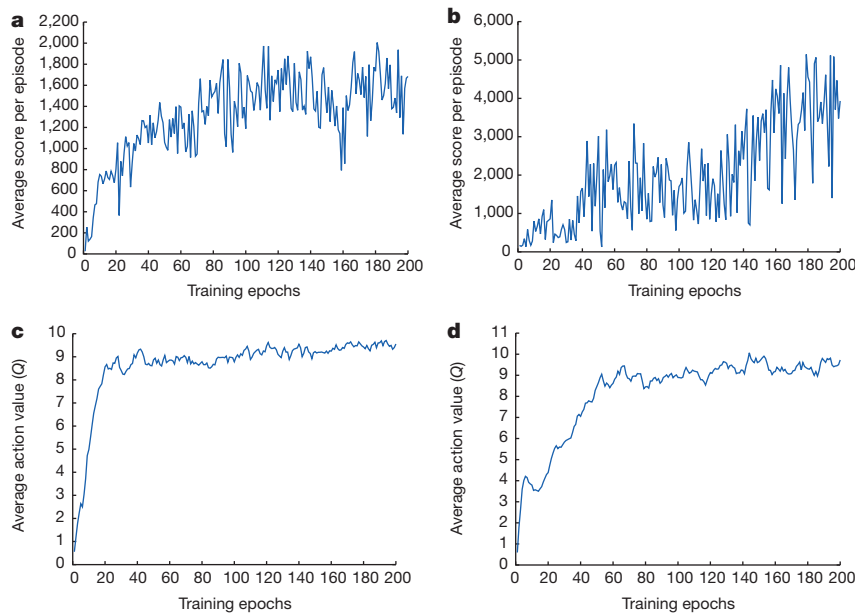 a
Average score per episode
2,200
2,000
1,800
1,600
1,400
1,200
1,000
800
600
400
200
0
0 20 40 60 80 100 120 140 160 180 200
Training epochs
b
Average score per episode
6,000
5,000
4,000
3,000
2,000
1,000
0
0 20 40 60 80 100 120 140 160 180 200
Training epochs
c
Average action value (Q)
10
9
8
7
6
5
4
3
2
1
0
0 20 40 60 80 100 120 140 160 180 200
Training epochs
d
Average action value (Q)
11
10
9
8
7
6
5
4
3
2
1
0
0 20 40 60 80 100 120 140 160 180 200
Training epochs